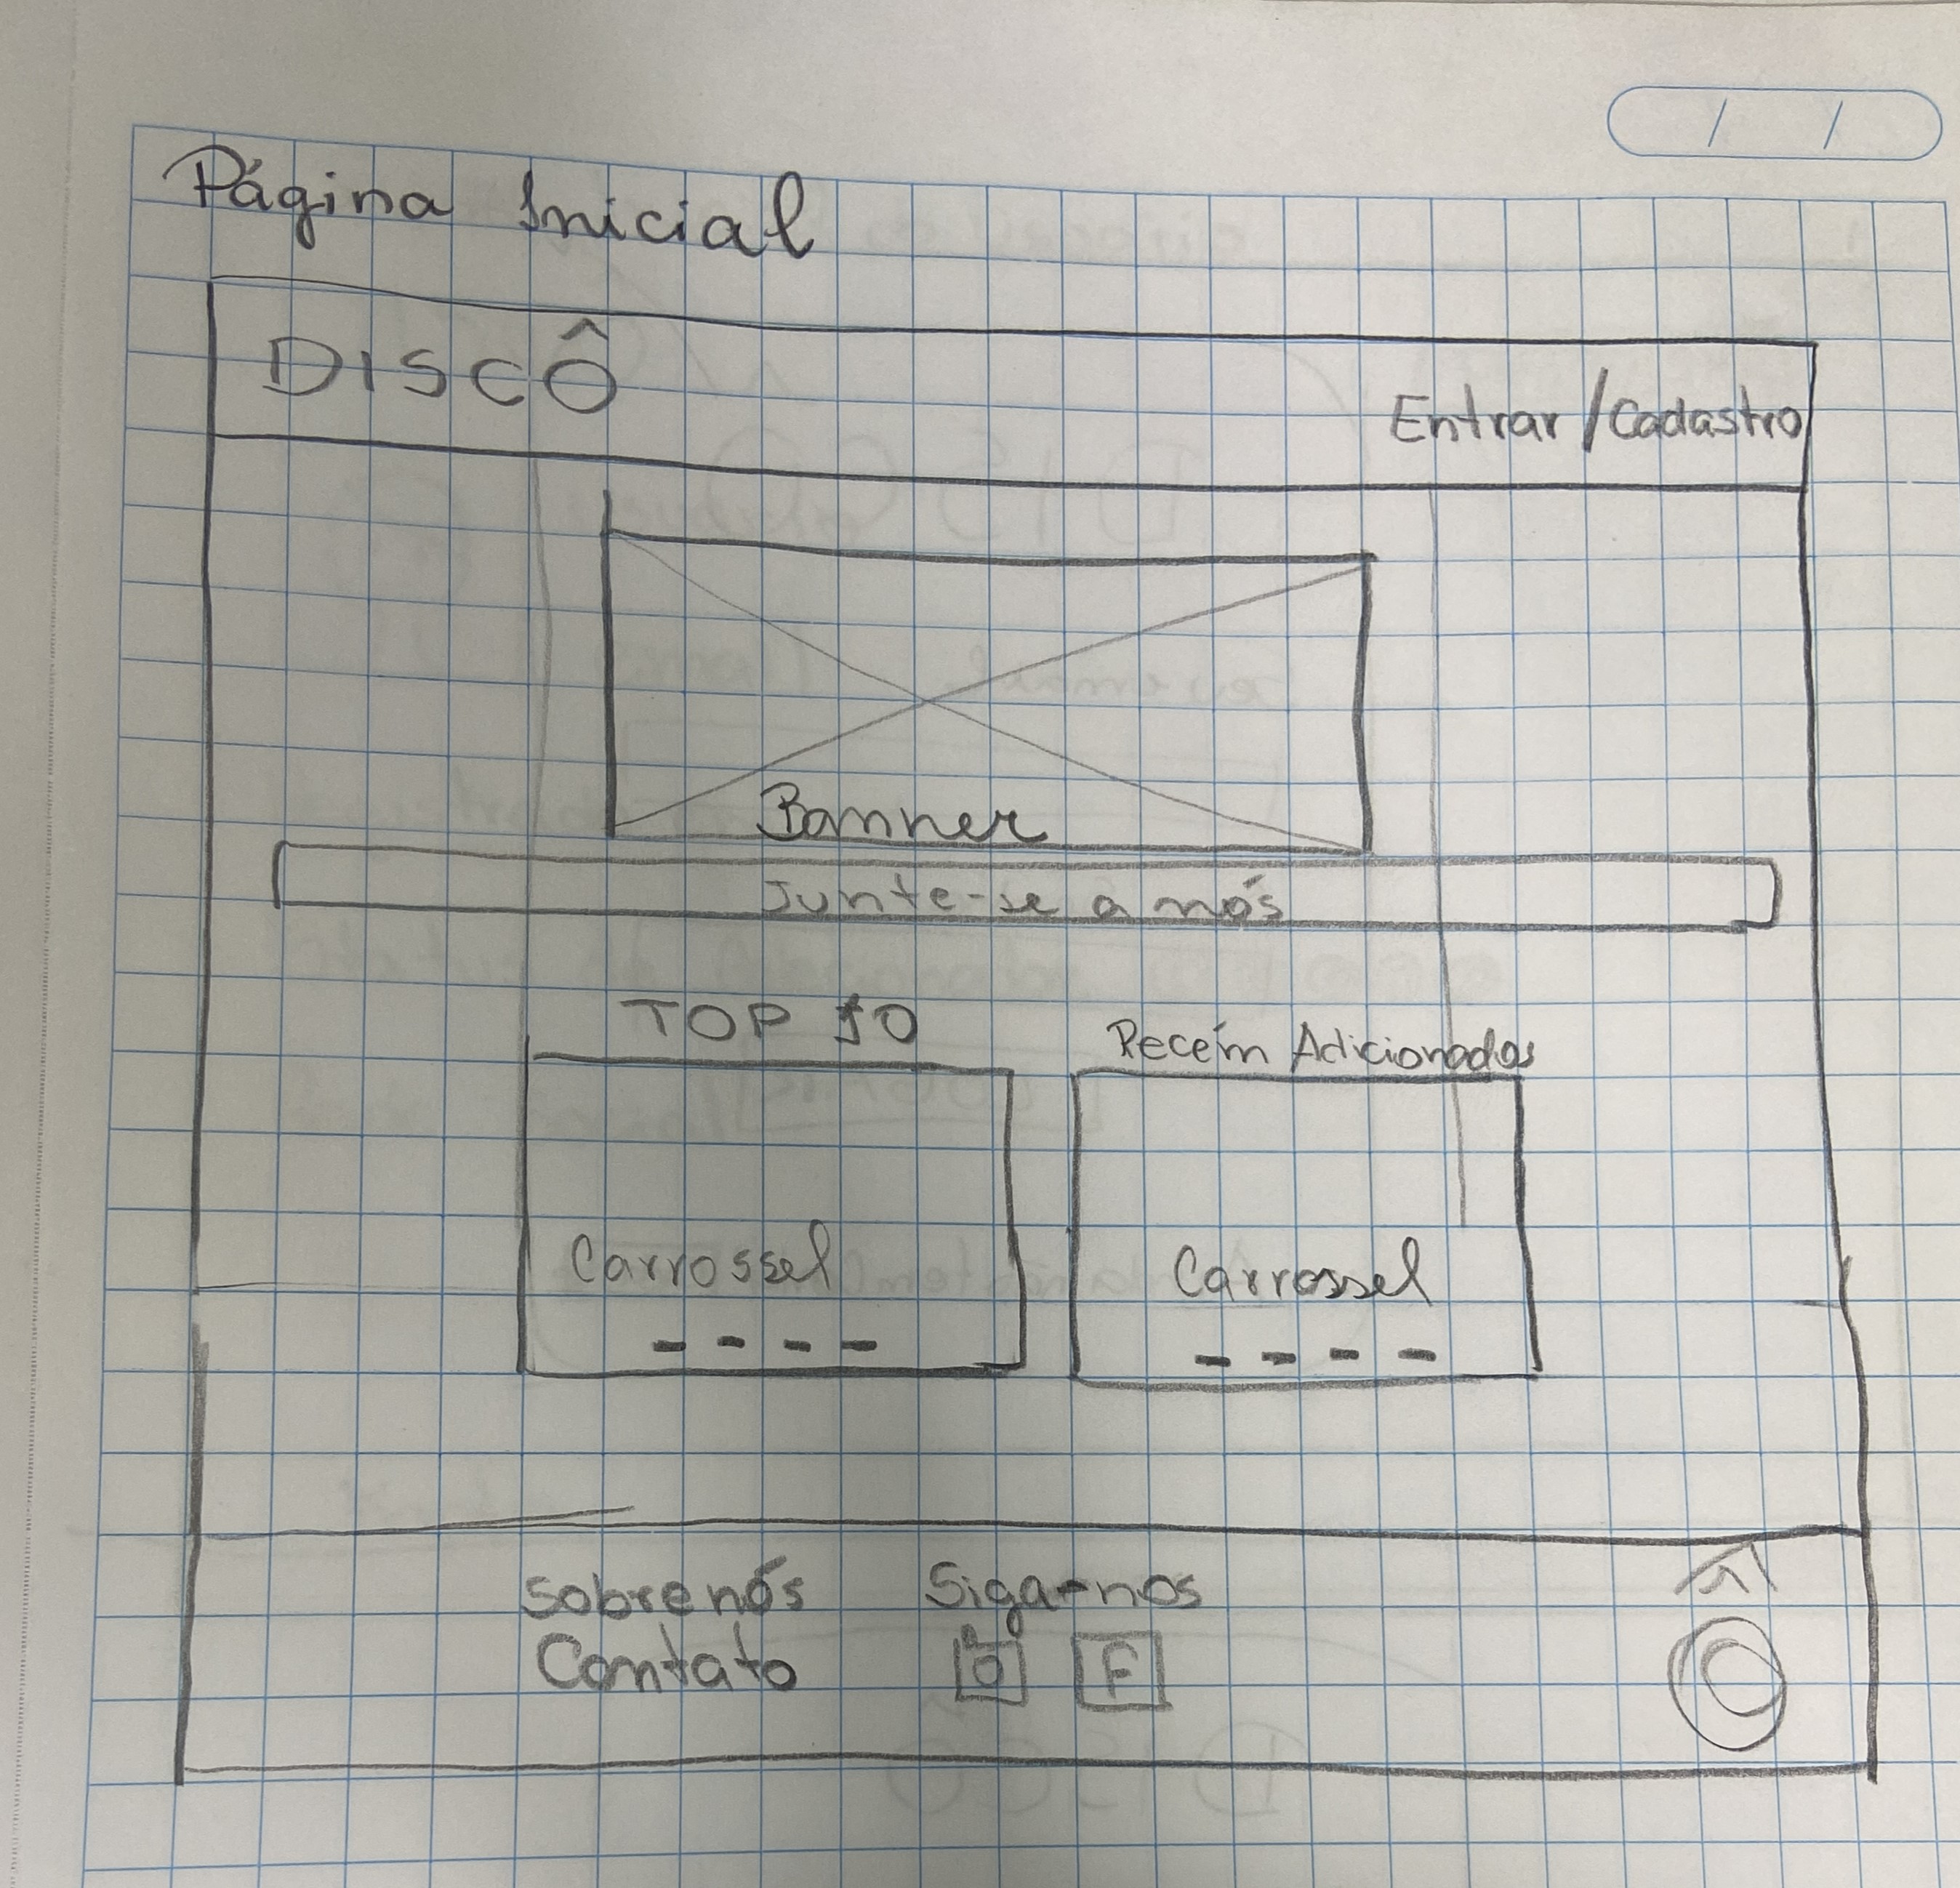 Página Inicial
DISCÔ
Entrar/Cadastro
Banner
Junte-se a nós
TOP 10
Recém Adicionados
Carrossel
Carrossel
Sobre nós Siga-nos
Contato F